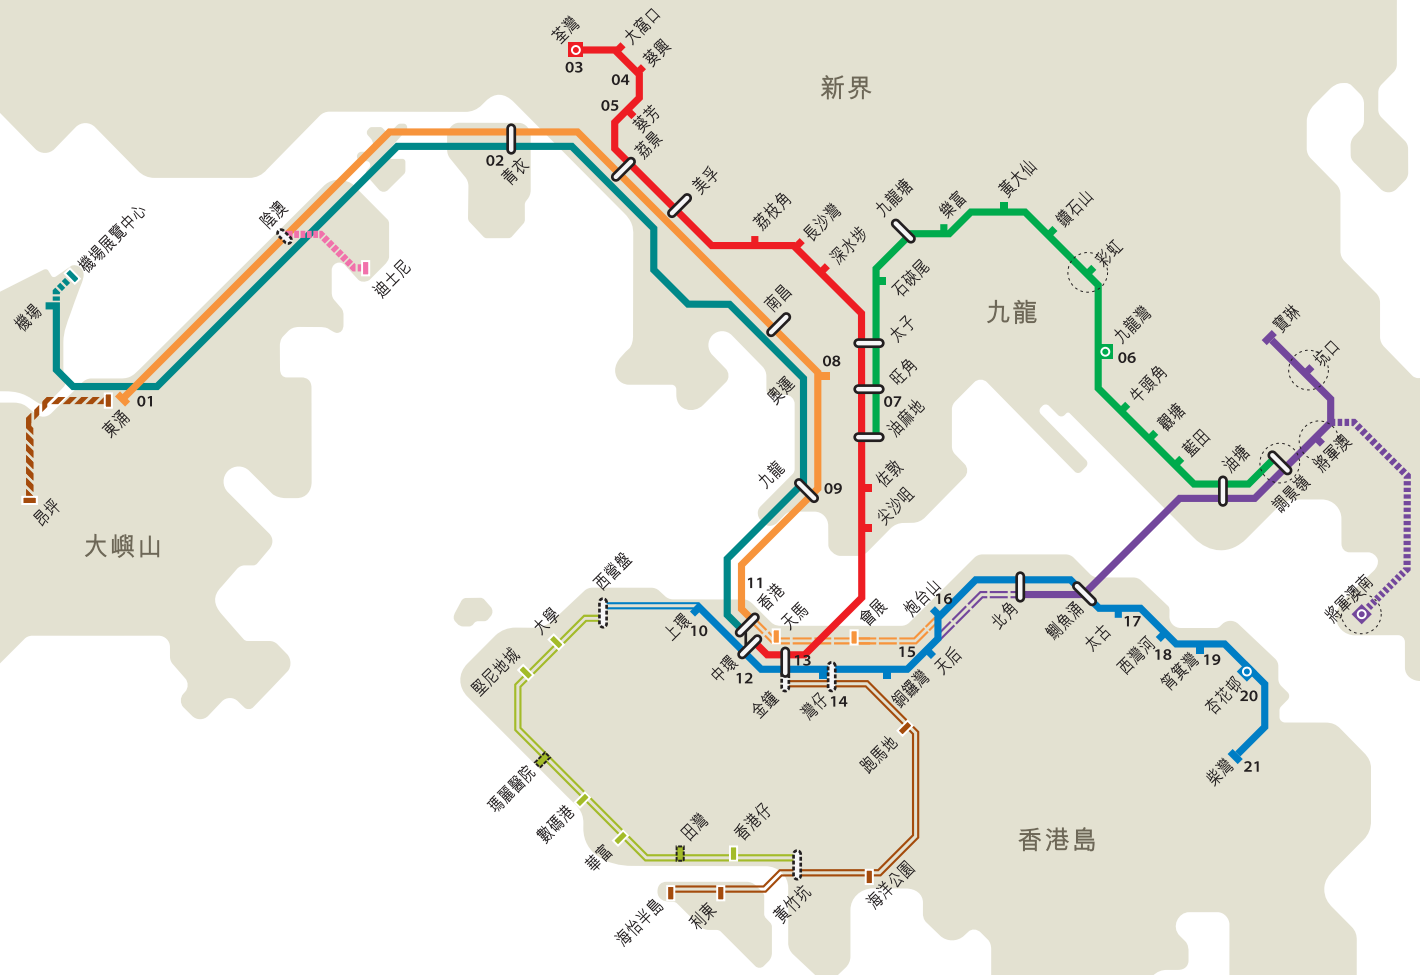 荃灣
03
大窩口
04
葵興
05
葵芳
荔景
新界
02
青衣
美孚
荔枝角
長沙灣
深水埗
九龍塘
樂富
黃大仙
鑽石山
彩虹
石硤尾
陰澳
迪士尼
機場展覽中心
機場
01
東涌
昂坪
大嶼山
南昌
08
奧運
太子
旺角
07
油麻地
九龍
九龍灣
06
牛頭角
觀塘
藍田
油塘
調景嶺
寶琳
坑口
將軍澳
將軍澳南
九龍
09
佐敦
尖沙咀
西營盤
大學
堅尼地城
上環
10
11
香港
天馬
會展
炮台山
16
15
天后
北角
鰂魚涌
太古
17
西灣河
18
筲箕灣
19
杏花邨
20
柴灣
21
中環
12
13
金鐘
灣仔
14
銅鑼灣
跑馬地
瑪麗醫院
數碼港
華富
田灣
香港仔
香港島
海怡半島
利東
黃竹坑
海洋公園